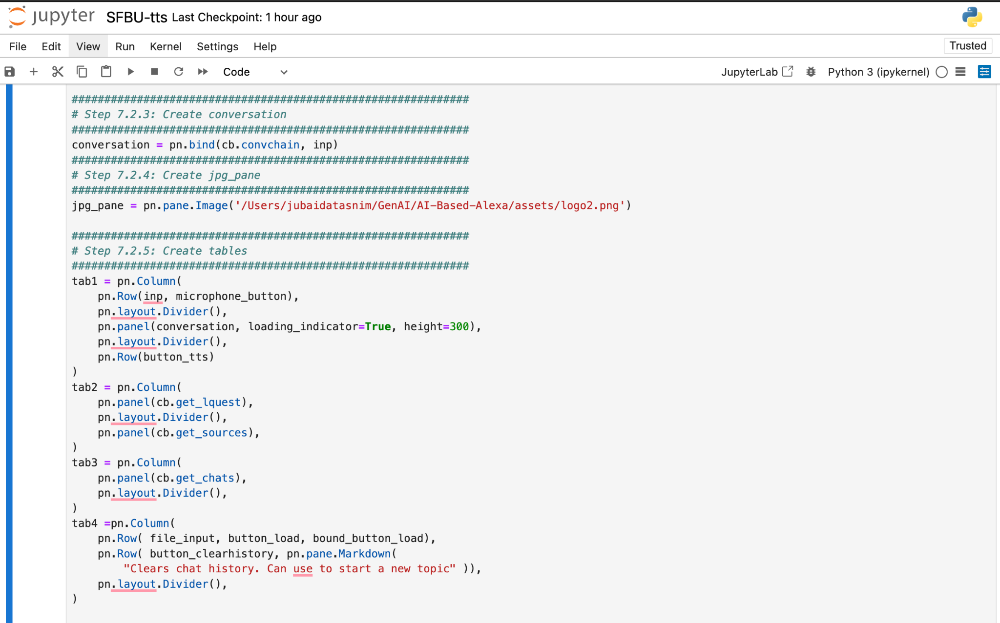 jupyter SFBU-tts Last Checkpoint: 1 hour ago
File Edit View Run Kernel Settings Help Trusted
Code JupyterLab Python 3 (ipykernel)
#############################################################
# Step 7.2.3: Create conversation
#############################################################
conversation = pn.bind(cb.convchain, inp)
#############################################################
# Step 7.2.4: Create jpg_pane
#############################################################
jpg_pane = pn.pane.Image('/Users/jubaidatasnim/GenAI/AI-Based-Alexa/assets/logo2.png')
#############################################################
# Step 7.2.5: Create tables
#############################################################
tab1 = pn.Column(
    pn.Row(inp, microphone_button),
    pn.layout.Divider(),
    pn.panel(conversation, loading_indicator=True, height=300),
    pn.layout.Divider(),
    pn.Row(button_tts)
)
tab2 = pn.Column(
    pn.panel(cb.get_lquest),
    pn.layout.Divider(),
    pn.panel(cb.get_sources),
)
tab3 = pn.Column(
    pn.panel(cb.get_chats),
    pn.layout.Divider(),
)
tab4 =pn.Column(
    pn.Row( file_input, button_load, bound_button_load),
    pn.Row( button_clearhistory, pn.pane.Markdown(
        "Clears chat history. Can use to start a new topic" )),
    pn.layout.Divider(),
)